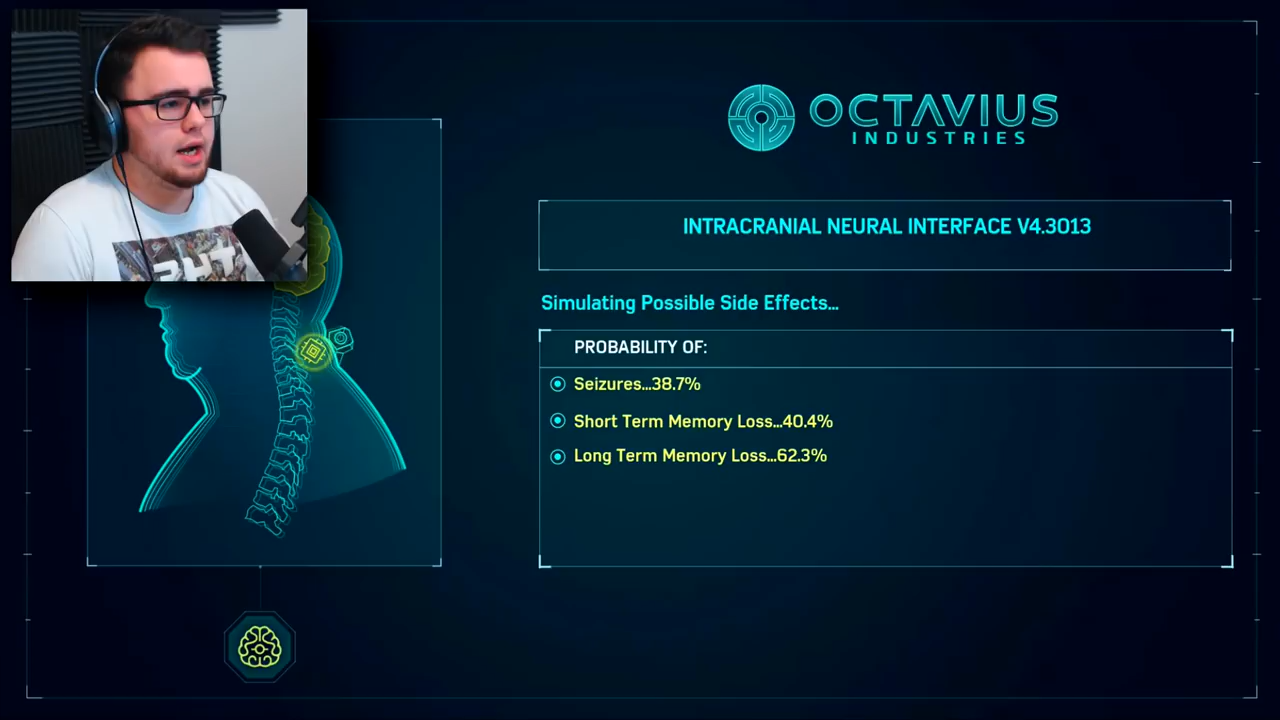 OCTAVIUS
INDUSTRIES
INTRACRANIAL NEURAL INTERFACE V4.3013
Simulating Possible Side Effects...
PROBABILITY OF:
Seizures...38.7%
Short Term Memory Loss...40.4%
Long Term Memory Loss...62.3%